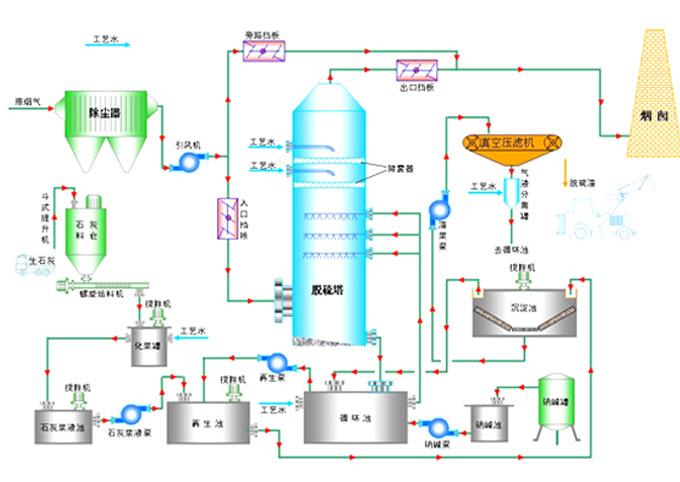 工艺水
旁路挡板
出口挡板
原烟气
除尘器
引风机
工艺水
工艺水
除雾器
烟囱
真空压滤机
气液分离罐
工艺水
脱硫渣
去循环池
渣浆泵
斗式提升机
石灰料仓
生石灰
螺旋给料机
入口挡板
脱硫塔
搅拌机
沉淀池
搅拌机
化浆罐
工艺水
再生泵
搅拌机
石灰浆液池
石灰浆液泵
搅拌机
再生池
工艺水
循环池
钠碱泵
钠碱池
钠碱罐